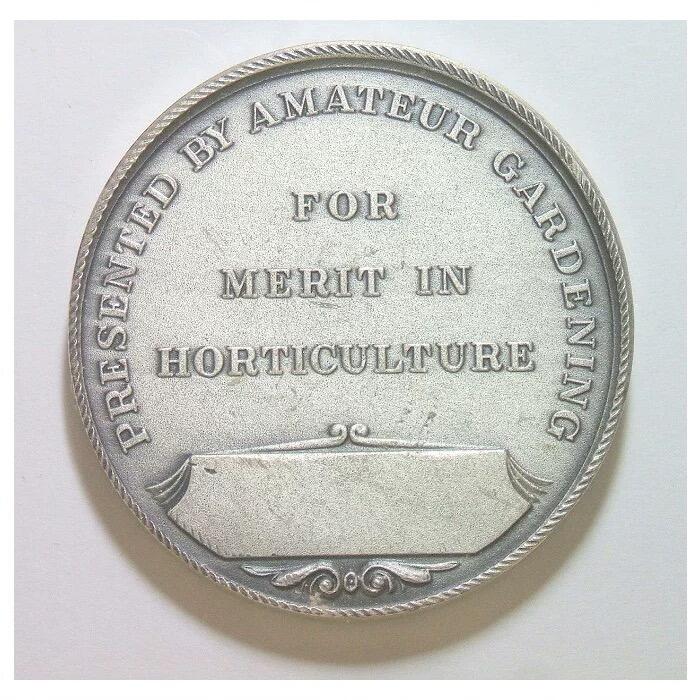 PRESENTED BY AMATEUR GARDENING
FOR
MERIT IN
HORTICULTURE